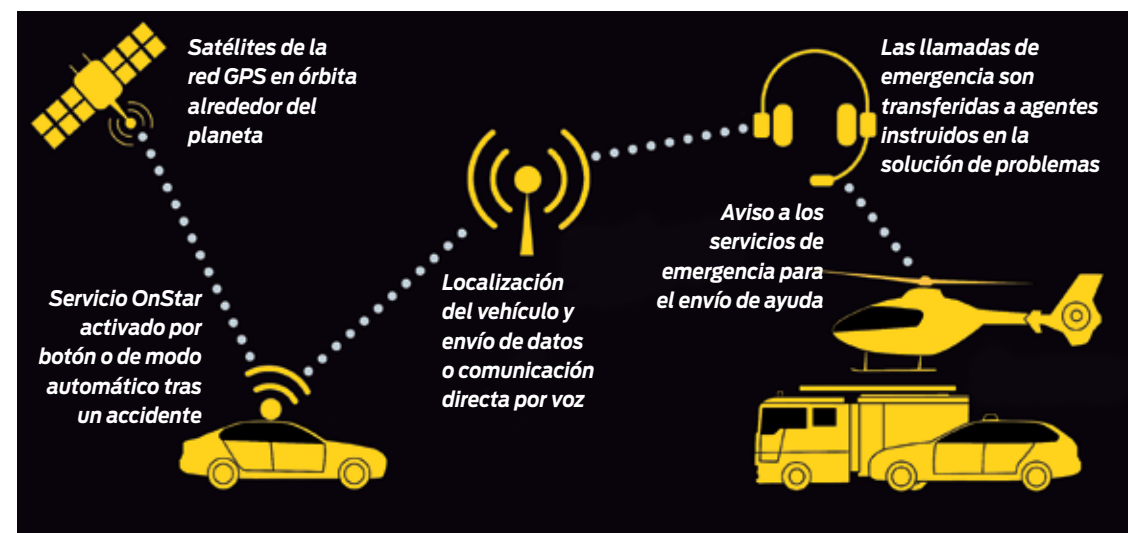 Satélites de la
red GPS en órbita
alrededor del
planeta
Servicio OnStar
activado por
botón o de modo
automático tras
un accidente
Localización
del vehículo y
envío de datos
o comunicación
directa por voz
Las llamadas de
emergencia son
transferidas a agentes
instruidos en la
solución de problemas
Aviso a los
servicios de
emergencia para
el envío de ayuda